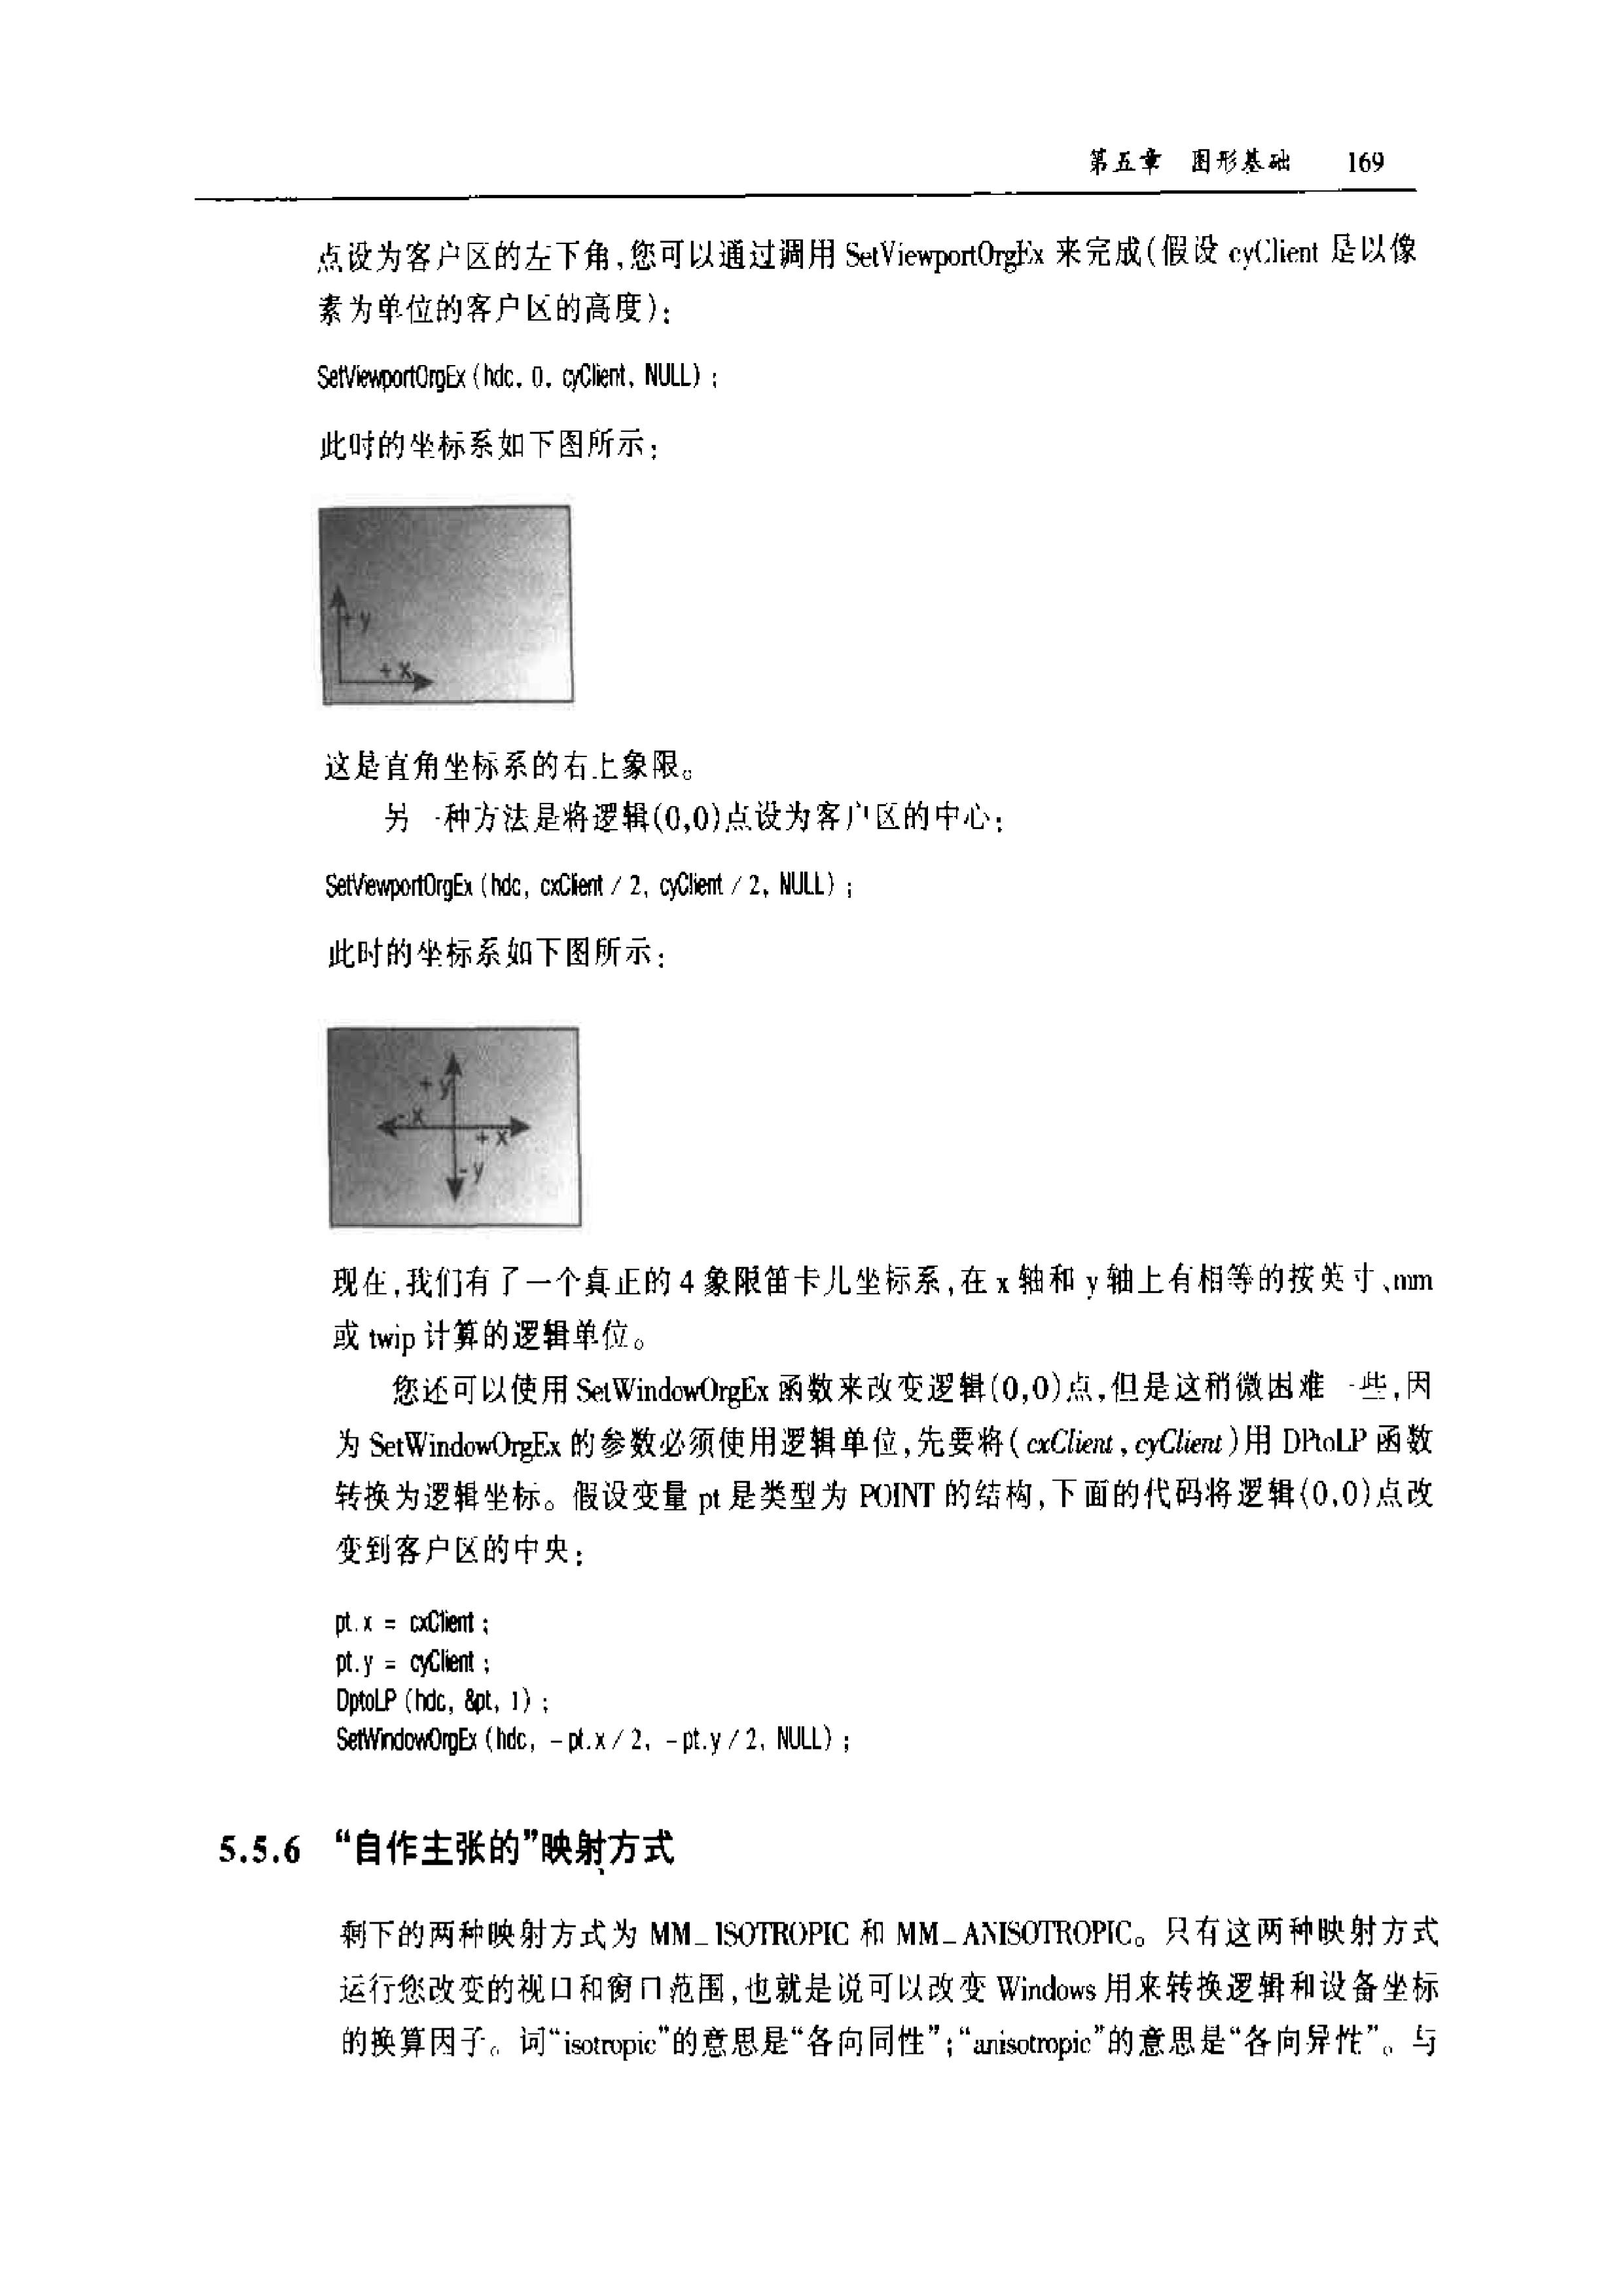 第五章 图形基础 169
点设为客户区的左下角,您可以通过调用 SetViewportOrgEx 来完成(假设 cyClient 是以像
素为单位的客户区的高度):
SetViewportOrgEx (hdc, 0, cyClient, NULL) ;
此时的坐标系如下图所示:
+y
+x
这是直角坐标系的右上象限。
另一种方法是将逻辑(0,0)点设为客户区的中心:
SetViewportOrgEx (hdc, cxClient / 2, cyClient / 2, NULL) ;
此时的坐标系如下图所示:
+y
-x
+x
-y
现在,我们有了一个真正的 4 象限笛卡儿坐标系,在 x 轴和 y 轴上有相等的按英寸、mm
或 twip 计算的逻辑单位。
您还可以使用 SetWindowOrgEx 函数来改变逻辑(0,0)点,但是这稍微困难一些,因
为 SetWindowOrgEx 的参数必须使用逻辑单位,先要将(cxClient,cyClient)用 DPtoLP 函数
转换为逻辑坐标。假设变量 pt 是类型为 POINT 的结构,下面的代码将逻辑(0,0)点改
变到客户区的中央:
pt.x = cxClient ;
pt.y = cyClient ;
DptoLP (hdc, &pt, 1) ;
SetWindowOrgEx (hdc, -pt.x / 2, -pt.y / 2, NULL) ;
5.5.6 “自作主张的”映射方式
剩下的两种映射方式为 MM_ISOTROPIC 和 MM_ANISOTROPIC。只有这两种映射方式
运行您改变的视口和窗口范围,也就是说可以改变 Windows 用来转换逻辑和设备坐标
的换算因子。词“isotropic”的意思是“各向同性”;“anisotropic”的意思是“各向异性”。与